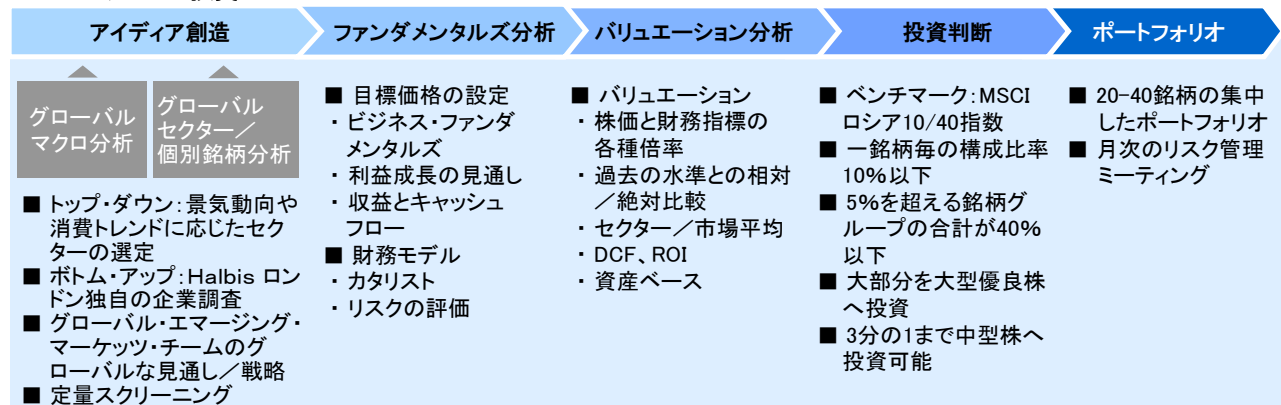 アイディア創造
ファンダメンタルズ分析
バリュエーション分析
投資判断
ポートフォリオ
グローバル
マクロ分析
グローバル
セクター／
個別銘柄分析
■ トップ・ダウン：景気動向や
消費トレンドに応じたセク
ターの選定
■ ボトム・アップ：Halbis ロン
ドン独自の企業調査
■ グローバル・エマージング・
マーケッツ・チームのグ
ローバルな見通し／戦略
■ 定量スクリーニング
■ 目標価格の設定
・ ビジネス・ファンダ
メンタルズ
・ 利益成長の見通し
・ 収益とキャッシュ
フロー
■ 財務モデル
・ カタリスト
・ リスクの評価
■ バリュエーション
・ 株価と財務指標の
各種倍率
・ 過去の水準との相対
／絶対比較
・ セクター／市場平均
・ DCF、ROI
・ 資産ベース
■ ベンチマーク：MSCI
ロシア10/40指数
■ 一銘柄毎の構成比率
10%以下
■ 5%を超える銘柄グ
ループの合計が40%
以下
■ 大部分を大型優良株
へ投資
■ 3分の1まで中型株へ
投資可能
■ 20-40銘柄の集中
したポートフォリオ
■ 月次のリスク管理
ミーティング